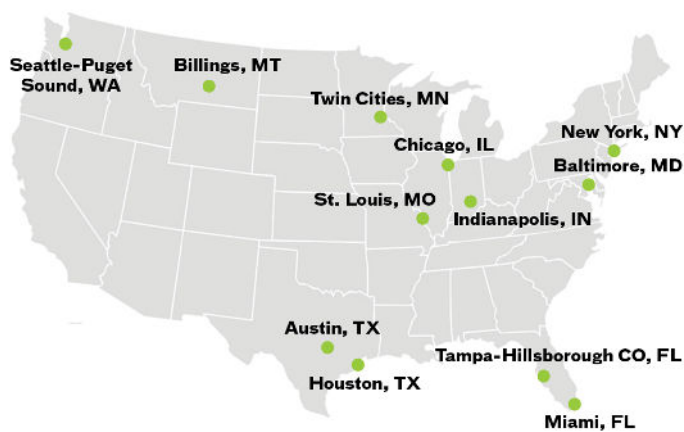 Seattle-Puget
Sound, WA
Billings, MT
Twin Cities, MN
Chicago, IL
New York, NY
Baltimore, MD
St. Louis, MO
Indianapolis, IN
Austin, TX
Houston, TX
Tampa-Hillsborough CO, FL
Miami, FL